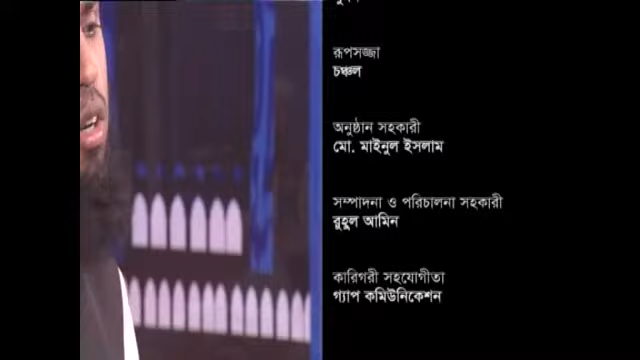 রূপসজ্জা
চঞ্চল
অনুষ্ঠান সহকারী
মো. মাইনুল ইসলাম
সম্পাদনা ও পরিচালনা সহকারী
রুহুল আমিন
কারিগরী সহযোগীতা
গ্যাপ কমিউনিকেশন